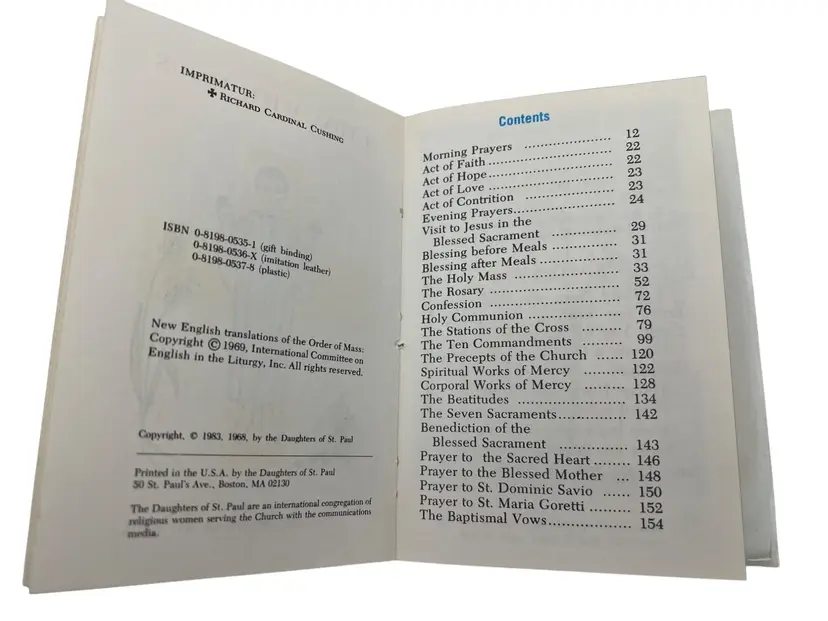 IMPRIMATUR:
✠ RICHARD CARDINAL CUSHING
ISBN 0-8198-0535-1 (gift binding)
0-8198-0536-X (imitation leather)
0-8198-0537-8 (plastic)
New English translations of the Order of Mass:
Copyright © 1969, International Committee on
English in the Liturgy, Inc. All rights reserved.
Copyright, © 1983, 1968, by the Daughters of St. Paul
Printed in the U.S.A. by the Daughters of St. Paul
50 St. Paul's Ave., Boston, MA 02130
The Daughters of St. Paul are an international congregation of
religious women serving the Church with the communications
media.
Contents
Morning Prayers .................... 12
Act of Faith .......................... 22
Act of Hope .......................... 22
Act of Love .......................... 23
Act of Contrition .................... 23
Evening Prayers ..................... 24
Visit to Jesus in the
Blessed Sacrament ............... 29
Blessing before Meals ............. 31
Blessing after Meals ............... 31
The Holy Mass ...................... 33
The Rosary ........................... 52
Confession ........................... 72
Holy Communion .................... 76
The Stations of the Cross ......... 79
The Ten Commandments ......... 99
The Precepts of the Church ...... 120
Spiritual Works of Mercy ......... 122
Corporal Works of Mercy ......... 128
The Beatitudes ..................... 134
The Seven Sacraments ............. 142
Benediction of the
Blessed Sacrament ............... 143
Prayer to the Sacred Heart ........ 146
Prayer to the Blessed Mother ... 148
Prayer to St. Dominic Savio ...... 150
Prayer to St. Maria Goretti ......... 152
The Baptismal Vows .................. 154